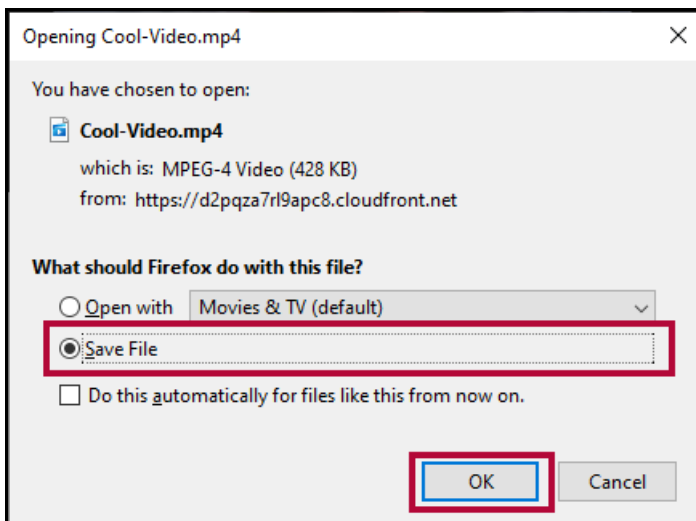 Opening Cool-Video.mp4
You have chosen to open:
Cool-Video.mp4
which is: MPEG-4 Video (428 KB)
from: https://d2pqza7rl9apc8.cloudfront.net
What should Firefox do with this file?
Open with Movies & TV (default)
Save File
Do this automatically for files like this from now on.
OK Cancel